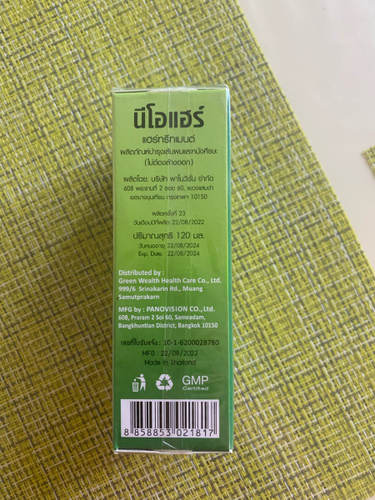 นีโอแฮร์
แฮร์ทรีทเมนต์
ผลิตภัณฑ์บำรุงเส้นผมและหนังศีรษะ
(ไม่ต้องล้างออก)
ผลิตโดย: บริษัท พาโนวิชั่น จำกัด
608 พระรามที่ 2 ซอย 60, แขวงแสมดำ
เขตบางขุนเทียน กรุงเทพฯ 10150
ผลิตครั้งที่ 23
วันเดือนปีที่ผลิต: 22/08/2022
ปริมาณสุทธิ 120 มล.
วันหมดอายุ 22/08/2024
Exp. Date. 22/08/2024
Distributed by :
Green Wealth Health Care Co., Ltd.
999/6 Srinakarin Rd., Muang
Samutprakarn
MFG by : PANOVISION CO.,Ltd.
608, Praram 2 Soi 60, Sameadam,
Bangkhuntian District, Bangkok 10150
เลขที่ใบรับแจ้ง: 10-1-6200028760
MFG : 22/08/2022
Made in Thailand
GMP
Certified
8 858853 021817